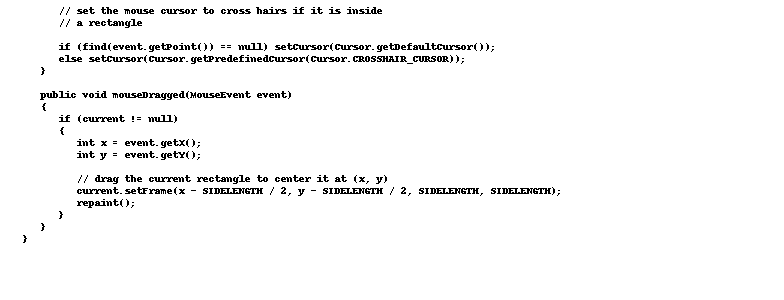 // set the mouse cursor to cross hairs if it is inside
// a rectangle
if (find(event.getPoint()) == null) setCursor(Cursor.getDefaultCursor());
else setCursor(Cursor.getPredefinedCursor(Cursor.CROSSHAIR_CURSOR));
}
public void mouseDragged(MouseEvent event)
{
if (current != null)
{
int x = event.getX();
int y = event.getY();
// drag the current rectangle to center it at (x, y)
current.setFrame(x - SIDELENGTH / 2, y - SIDELENGTH / 2, SIDELENGTH, SIDELENGTH);
repaint();
}
}
}